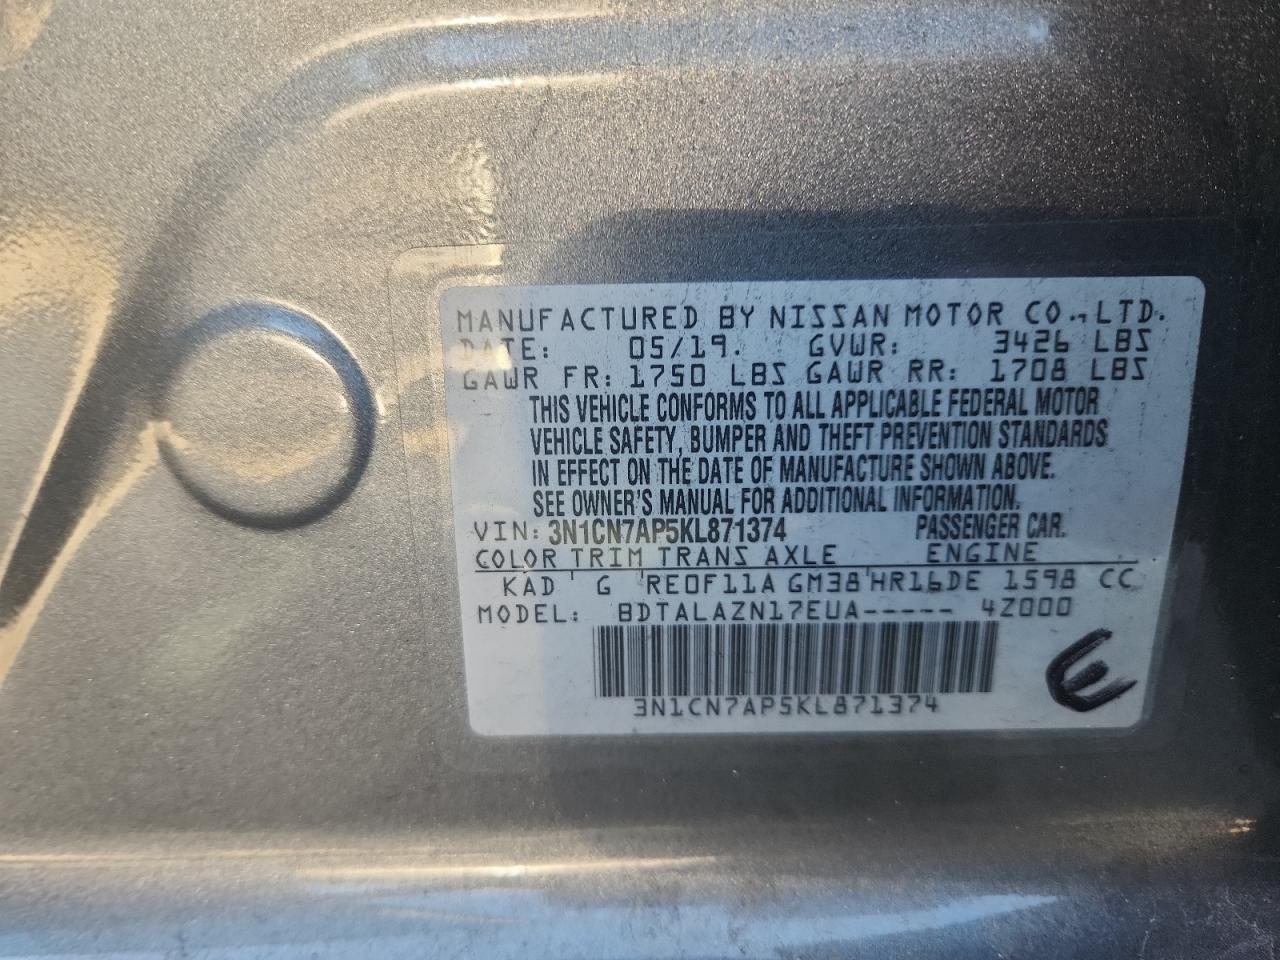 MANUFACTURED BY NISSAN MOTOR CO., LTD.
DATE: 05/19. GVWR: 3426 LBS
GAWR FR: 1750 LBS GAWR RR: 1708 LBS
THIS VEHICLE CONFORMS TO ALL APPLICABLE FEDERAL MOTOR
VEHICLE SAFETY, BUMPER AND THEFT PREVENTION STANDARDS
IN EFFECT ON THE DATE OF MANUFACTURE SHOWN ABOVE.
SEE OWNER'S MANUAL FOR ADDITIONAL INFORMATION.
VIN: 3N1CN7AP5KL871374 PASSENGER CAR.
COLOR TRIM TRANS AXLE ENGINE
KAD G RE0F11A GM38 HR16DE 1598 CC
MODEL: BDTALAZN17EUA----- 4Z000
3N1CN7AP5KL871374
E